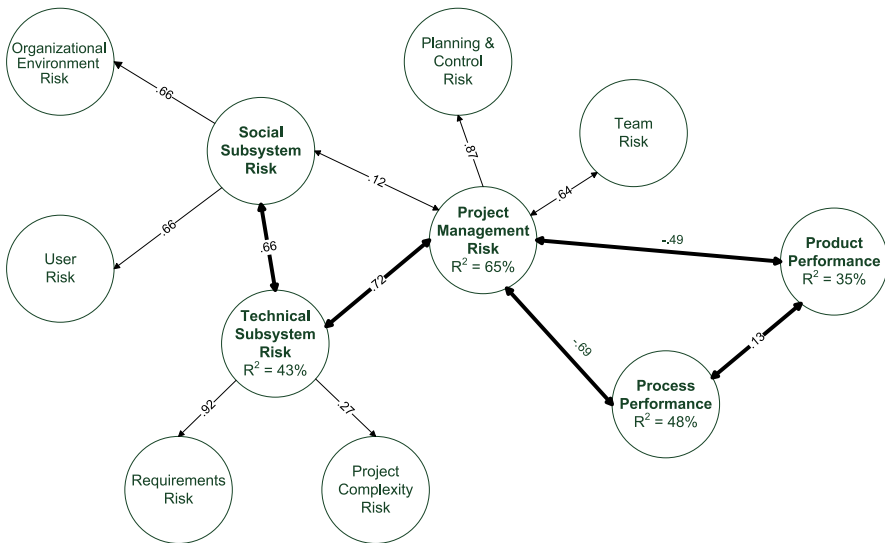 Organizational
Environment
Risk
.66
Social
Subsystem
Risk
.66
User
Risk
.66
.12
Planning &
Control
Risk
.87
Team
Risk
.64
Project
Management
Risk
R² = 65%
-.49
Product
Performance
R² = 35%
.72
Technical
Subsystem
Risk
R² = 43%
-.69
.13
Process
Performance
R² = 48%
.92
.27
Requirements
Risk
Project
Complexity
Risk